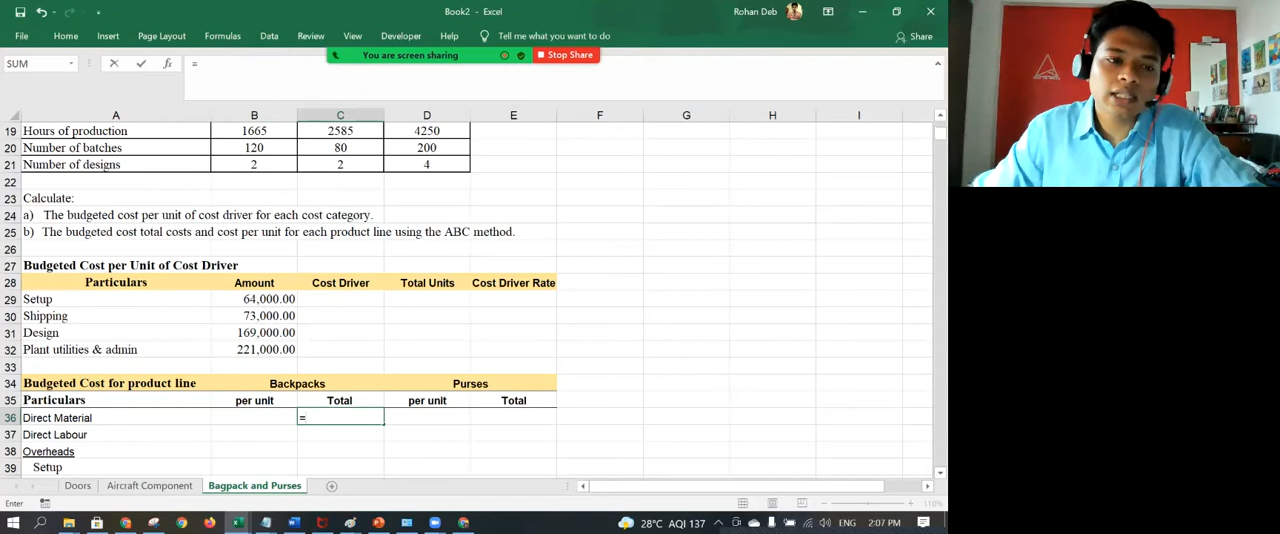 Book2 - Excel
Rohan Deb
File Home Insert Page Layout Formulas Data Review View Developer Help Tell me what you want to do Share
You are screen sharing Stop Share
SUM fx =
A B C D E F G H I
19 Hours of production 1665 2585 4250
20 Number of batches 120 80 200
21 Number of designs 2 2 4
22
23 Calculate:
24 a) The budgeted cost per unit of cost driver for each cost category.
25 b) The budgeted cost total costs and cost per unit for each product line using the ABC method.
26
27 Budgeted Cost per Unit of Cost Driver
28 Particulars Amount Cost Driver Total Units Cost Driver Rate
29 Setup 64,000.00
30 Shipping 73,000.00
31 Design 169,000.00
32 Plant utilities & admin 221,000.00
33
34 Budgeted Cost for product line Backpacks Purses
35 Particulars per unit Total per unit Total
36 Direct Material =
37 Direct Labour
38 Overheads
39 Setup
Doors Aircraft Component Bagpack and Purses
Enter 110%
28°C AQI 137 ENG 2:07 PM